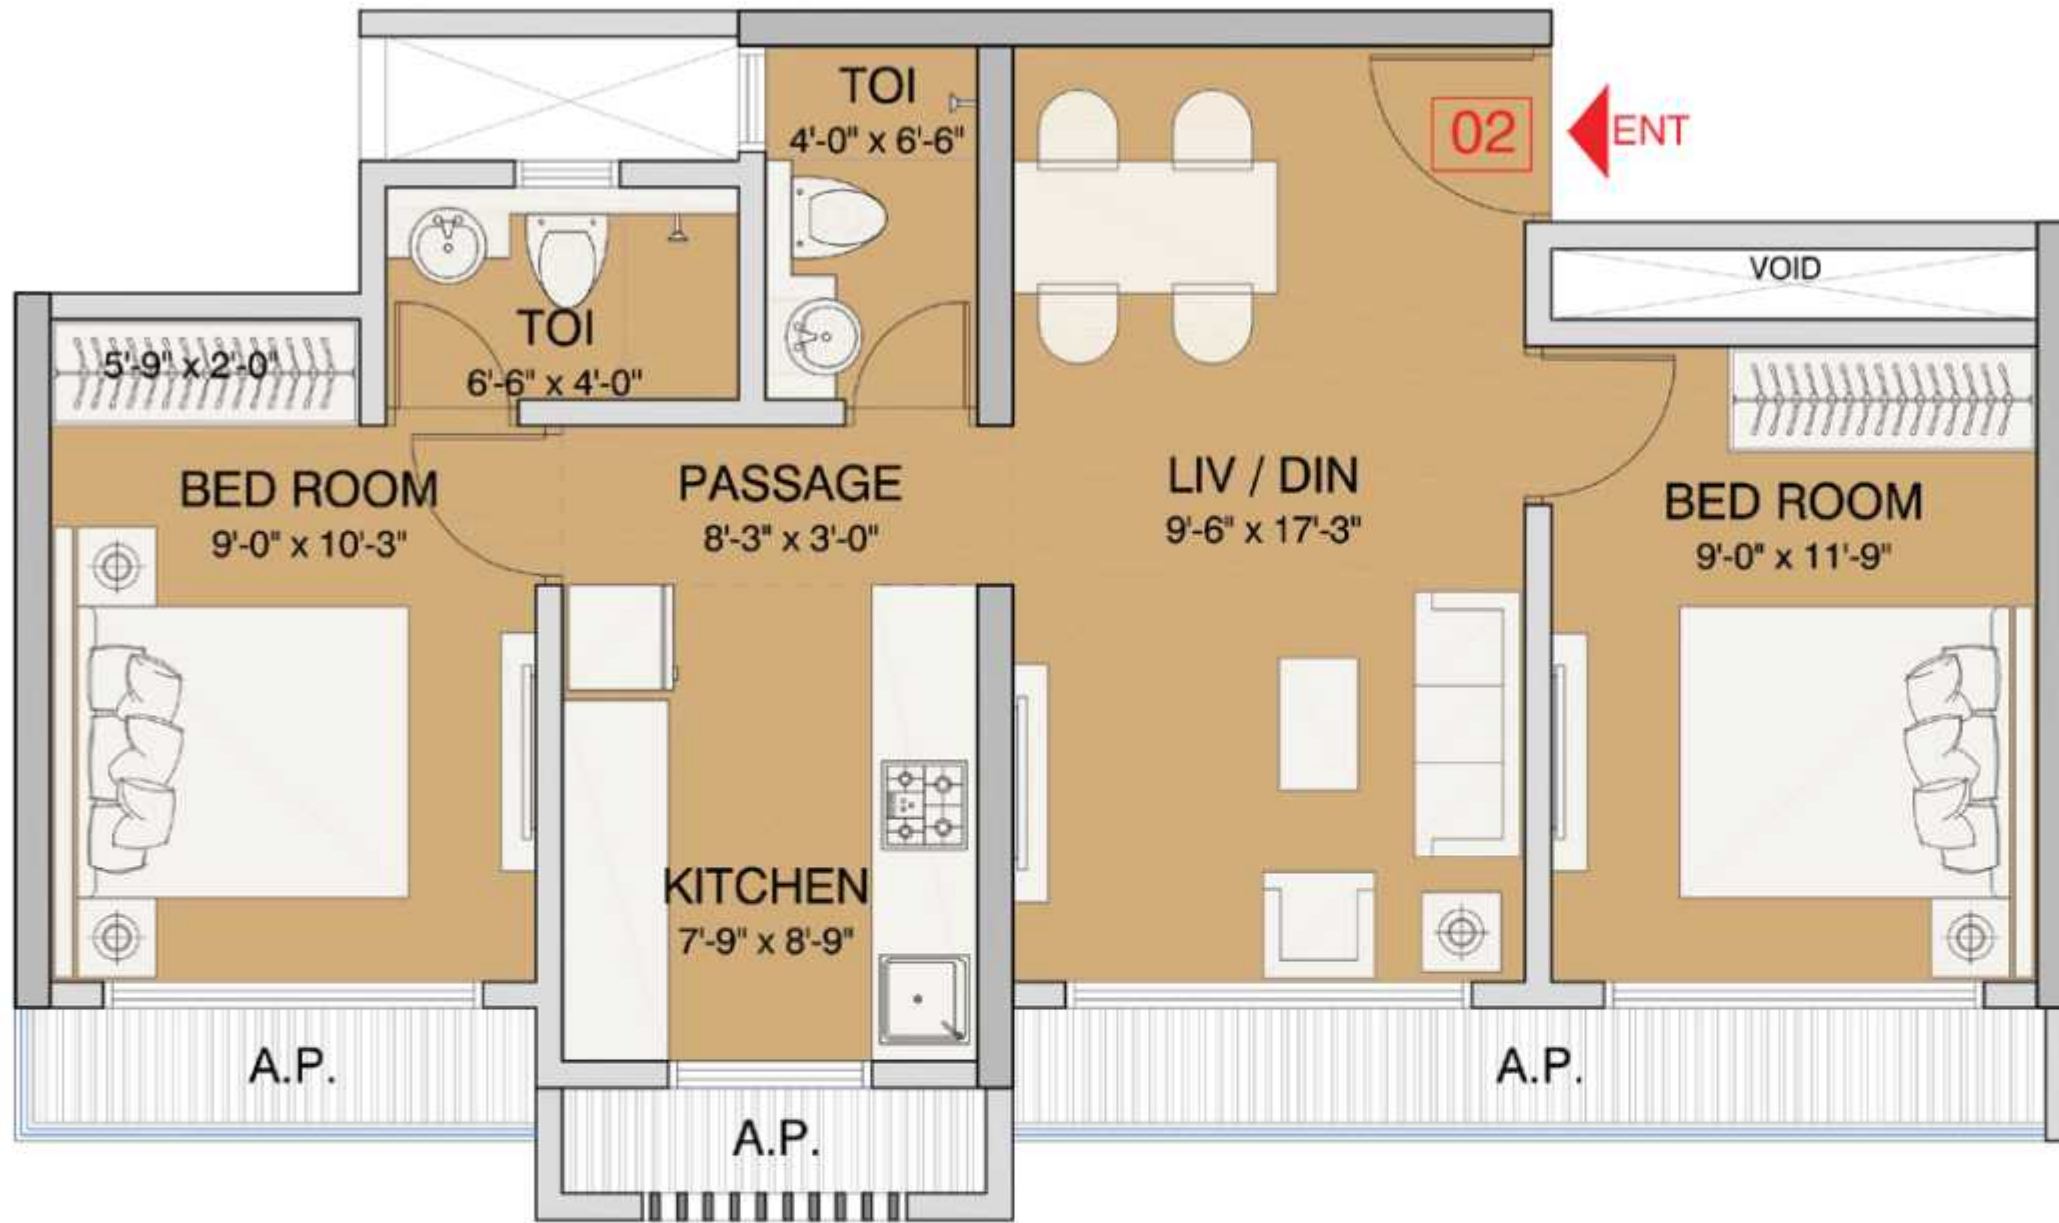 TOI
4'-0" x 6'-6"
02
ENT
VOID
TOI
6'-6" x 4'-0"
5'-9" x 2'-0"
BED ROOM
9'-0" x 10'-3"
PASSAGE
8'-3" x 3'-0"
LIV / DIN
9'-6" x 17'-3"
BED ROOM
9'-0" x 11'-9"
KITCHEN
7'-9" x 8'-9"
A.P.
A.P.
A.P.